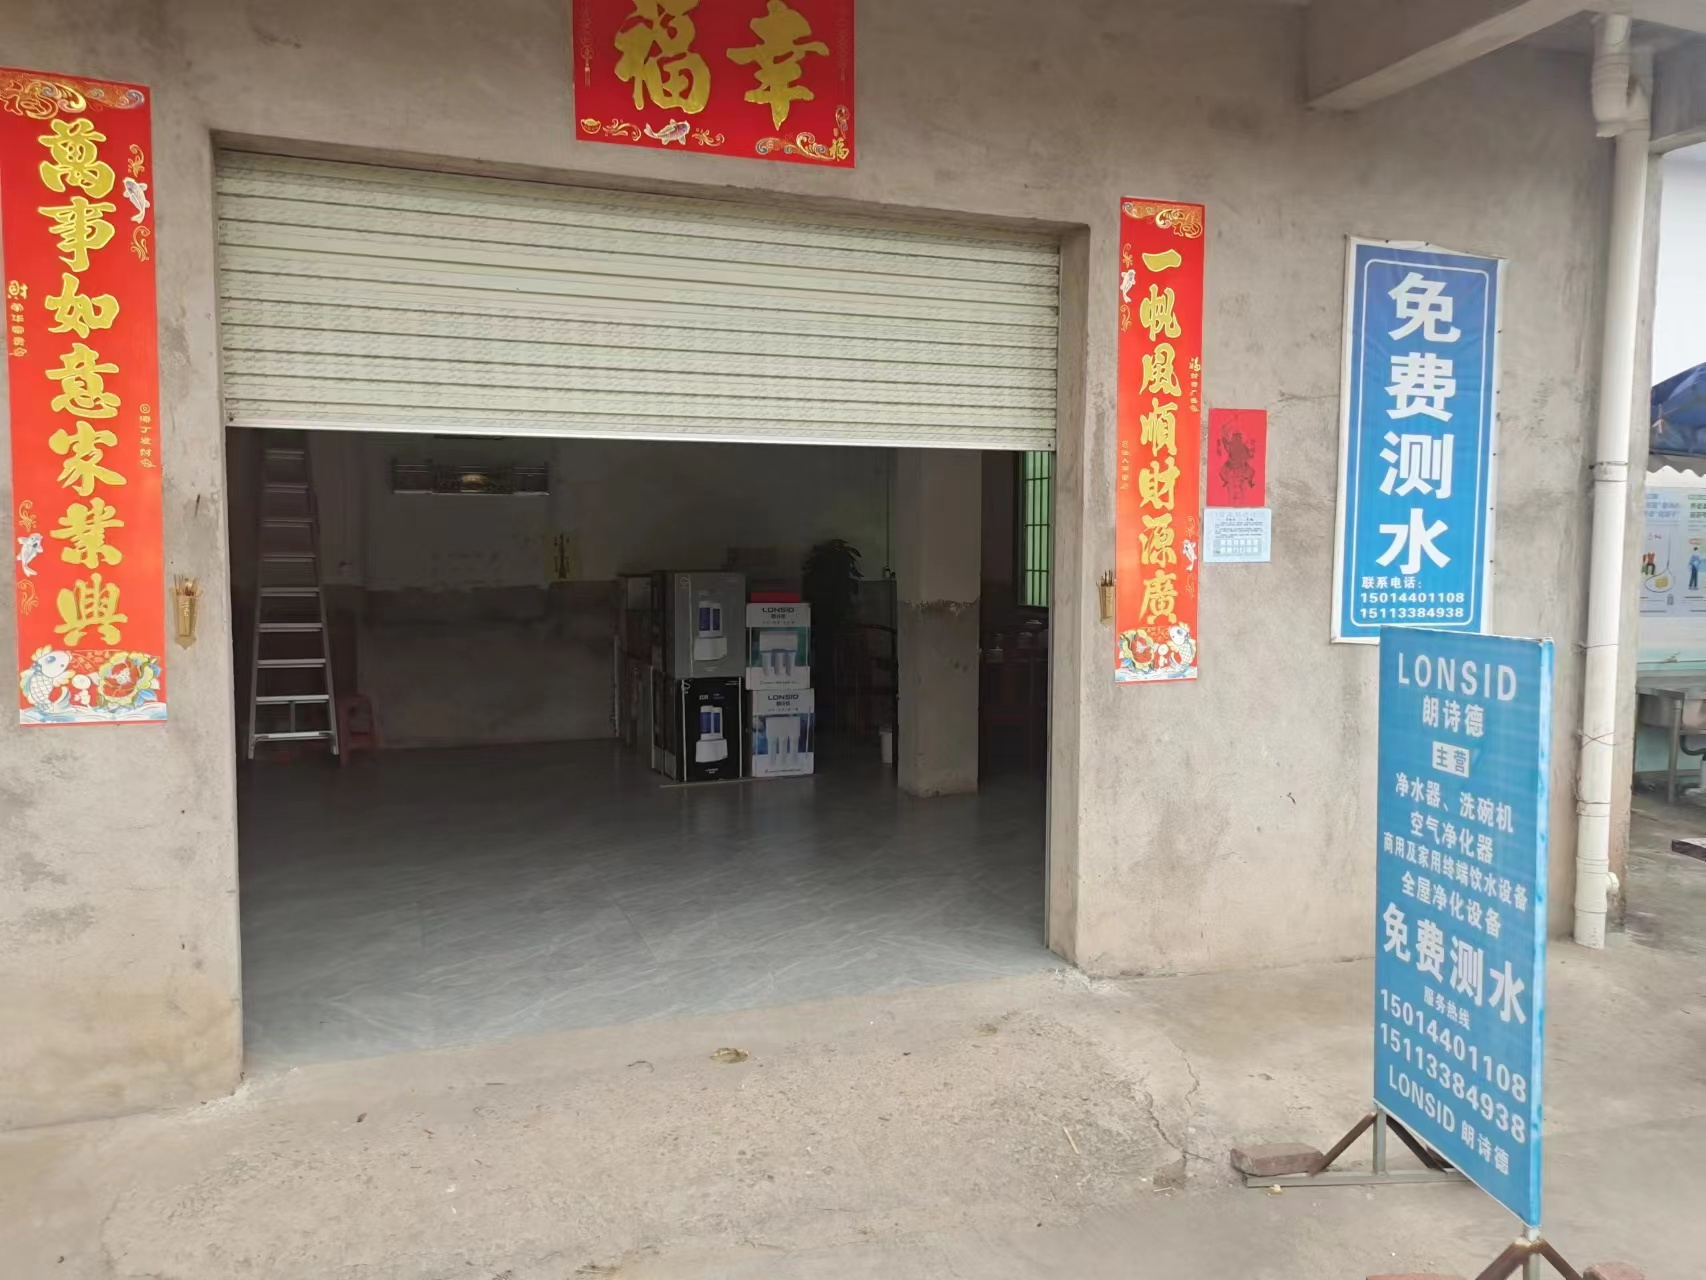 幸福
一帆風順財源廣
萬事如意家業興
免费测水
联系电话：
15014401108
15113384938
LONSID
朗诗德
主营
净水器、洗碗机
空气净化器
商用及家用终端饮水设备
全屋净化设备
免费测水
服务热线
15014401108
15113384938
LONSID 朗诗德
LONSID
LONSID
福
財